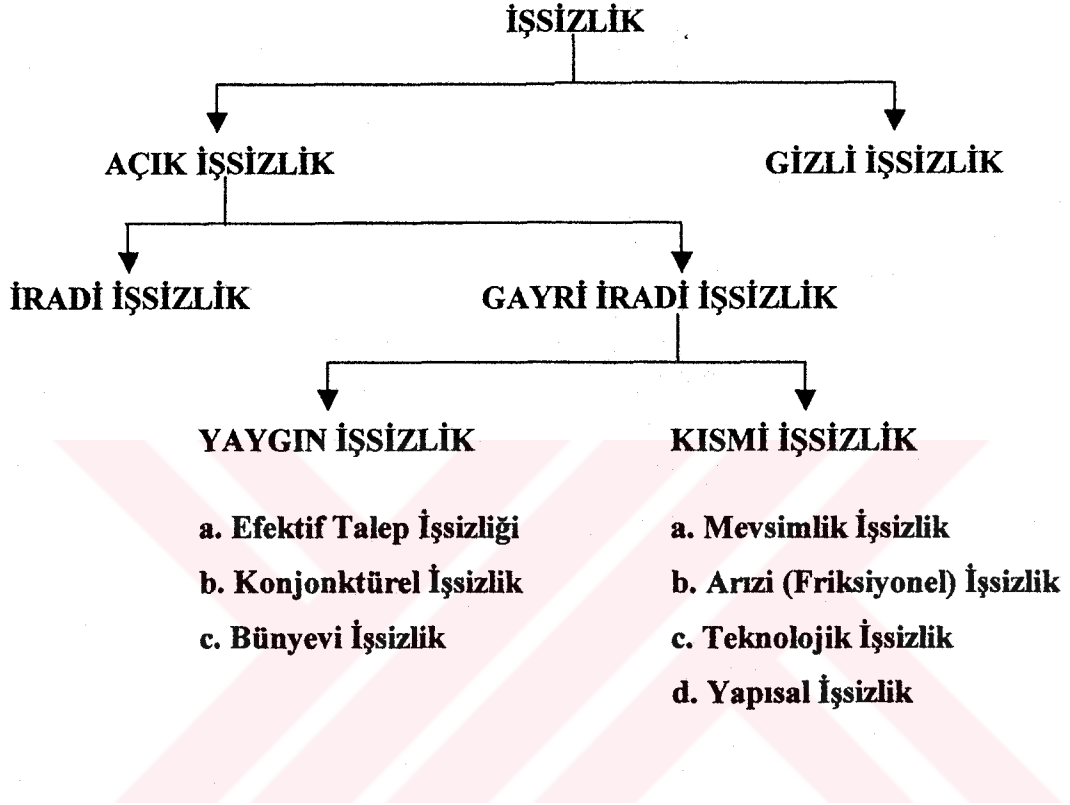 İŞSİZLİK
AÇIK İŞSİZLİK
GİZLİ İŞSİZLİK
İRADİ İŞSİZLİK
GAYRİ İRADİ İŞSİZLİK
YAYGIN İŞSİZLİK
a. Efektif Talep İşsizliği
b. Konjonktürel İşsizlik
c. Bünyevi İşsizlik
KISMİ İŞSİZLİK
a. Mevsimlik İşsizlik
b. Arızi (Friksiyonel) İşsizlik
c. Teknolojik İşsizlik
d. Yapısal İşsizlik